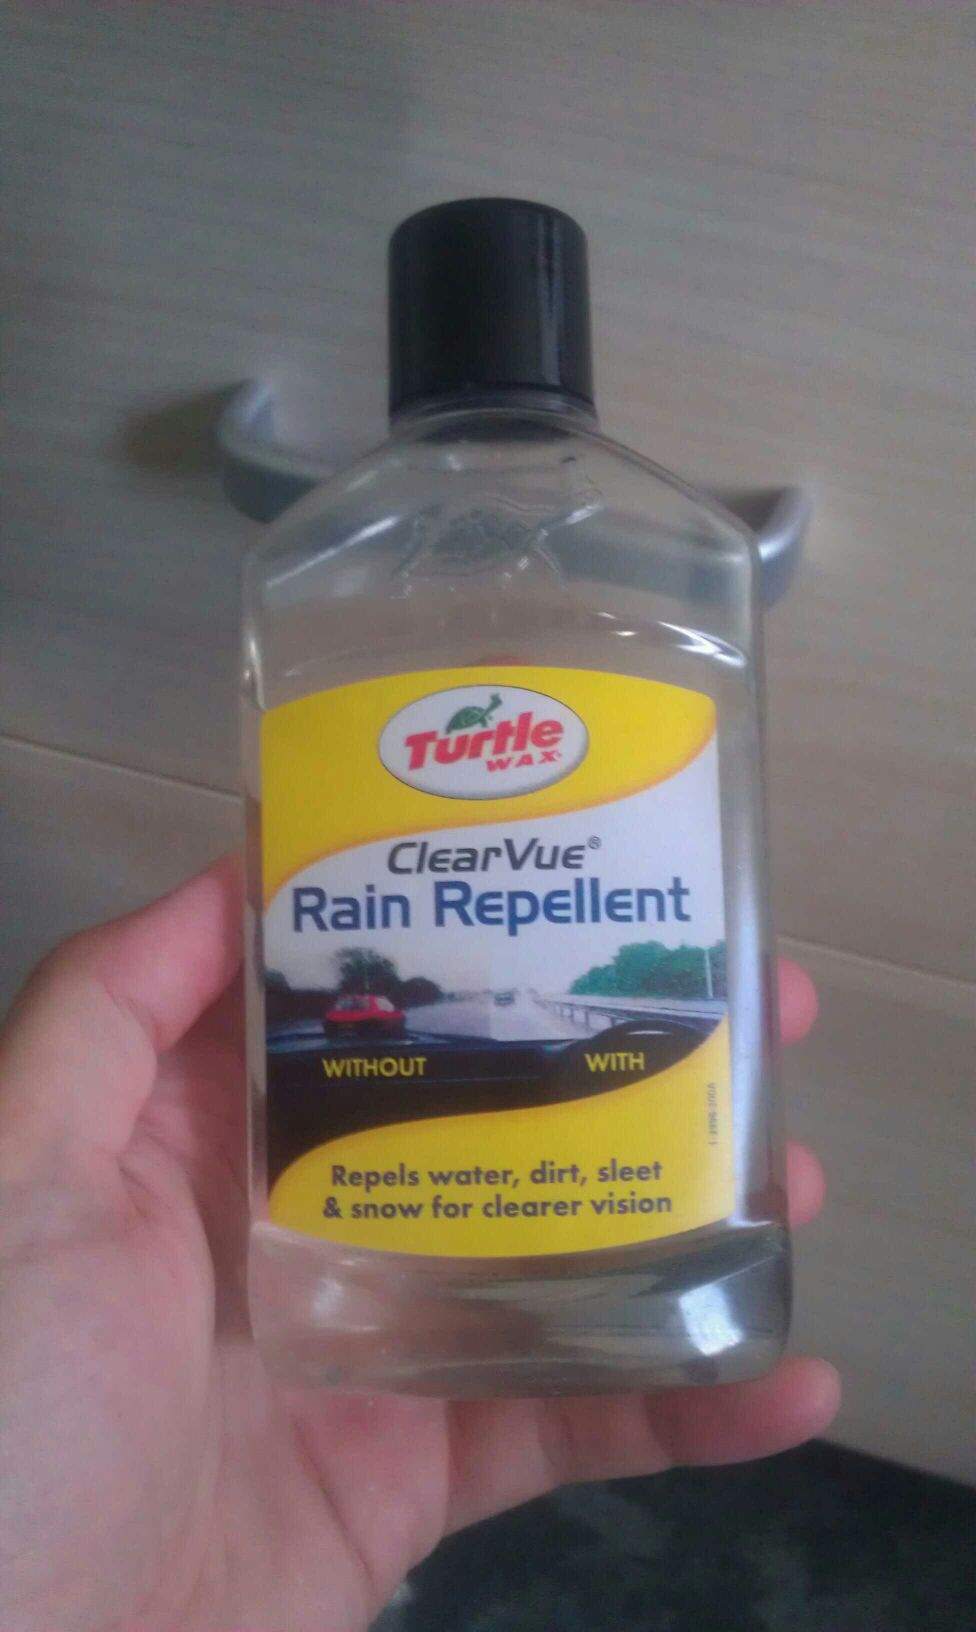 Turtle
WAX®
ClearVue®
Rain Repellent
WITHOUT
WITH
Repels water, dirt, sleet
& snow for clearer vision